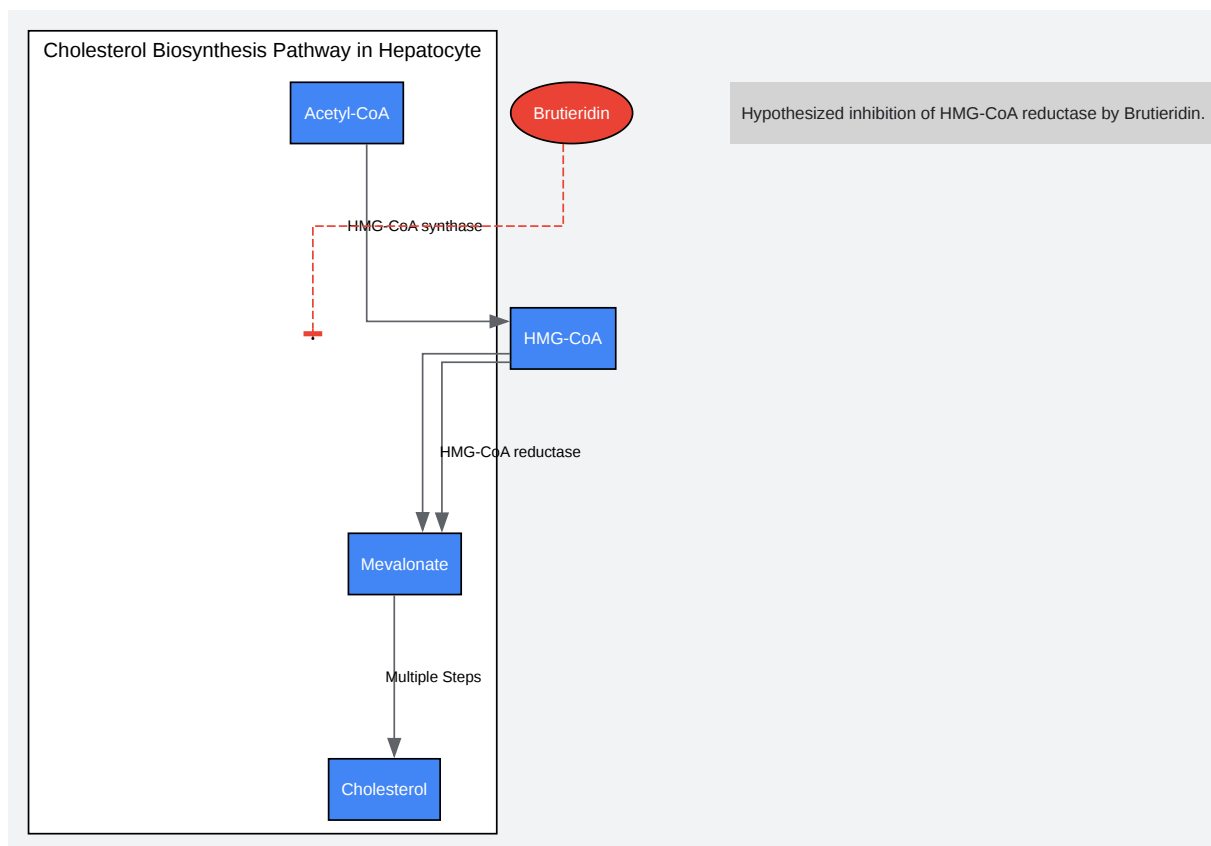 Cholesterol Biosynthesis Pathway in Hepatocyte
Acetyl-CoA
Brutieridin
Hypothesized inhibition of HMG-CoA reductase by Brutieridin.
HMG-CoA synthase
HMG-CoA
HMG-CoA reductase
Mevalonate
Multiple Steps
Cholesterol